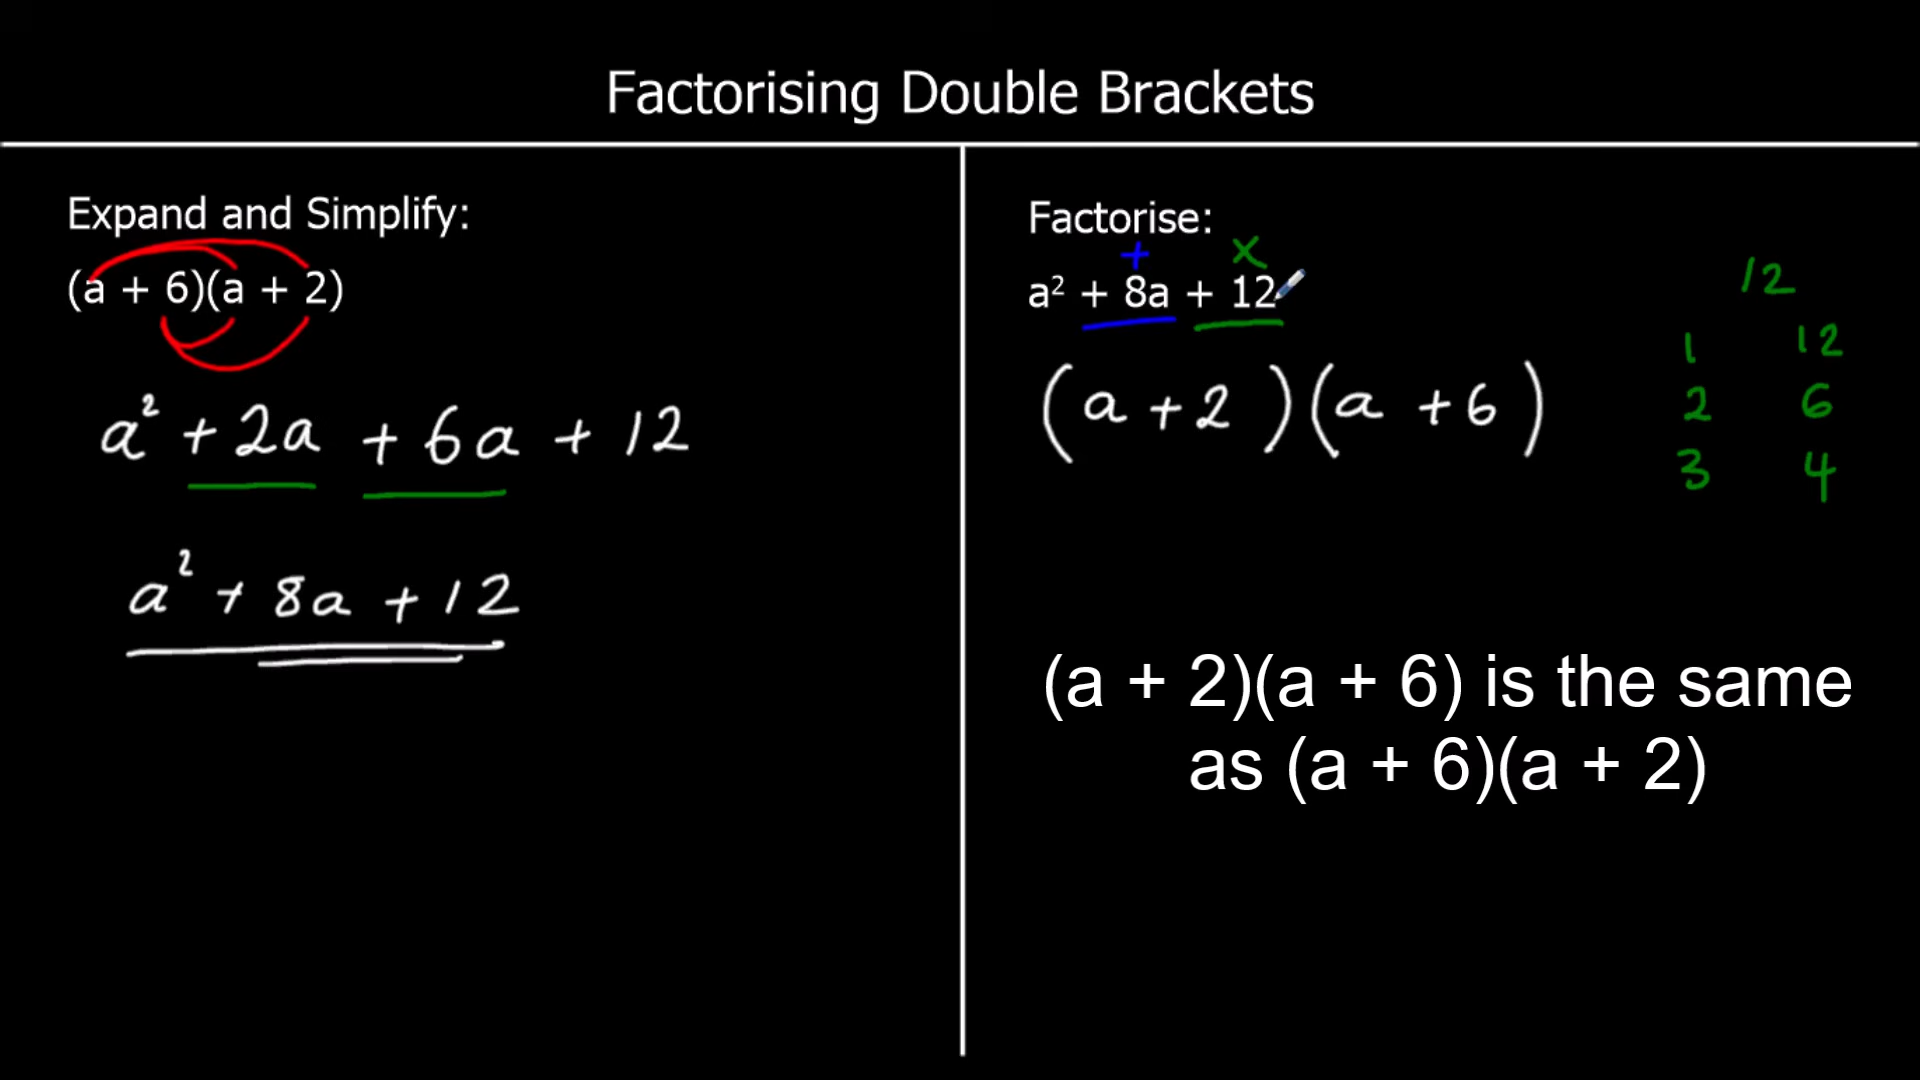 Factorising Double Brackets
Expand and Simplify:
(a + 6)(a + 2)
a² + 2a + 6a + 12
a² + 8a + 12
Factorise:
+ x
a² + 8a + 12
(a + 2)(a + 6)
12
1 12
2 6
3 4
(a + 2)(a + 6) is the same
as (a + 6)(a + 2)